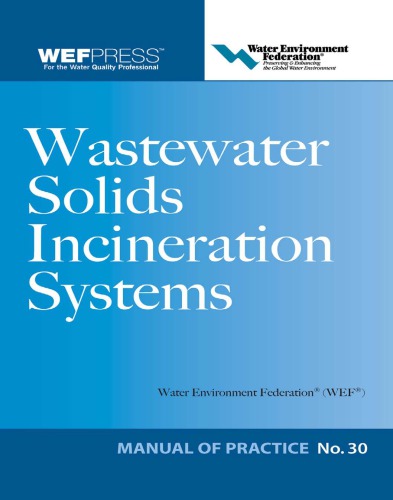 WEFPRESS™
For the Water Quality Professional
Water Environment
Federation®
Preserving & Enhancing
the Global Water Environment
Wastewater
Solids
Incineration
Systems
Water Environment Federation® (WEF®)
MANUAL OF PRACTICE No. 30